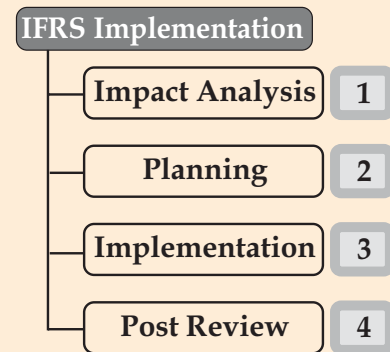 IFRS Implementation
Impact Analysis 1
Planning 2
Implementation 3
Post Review 4